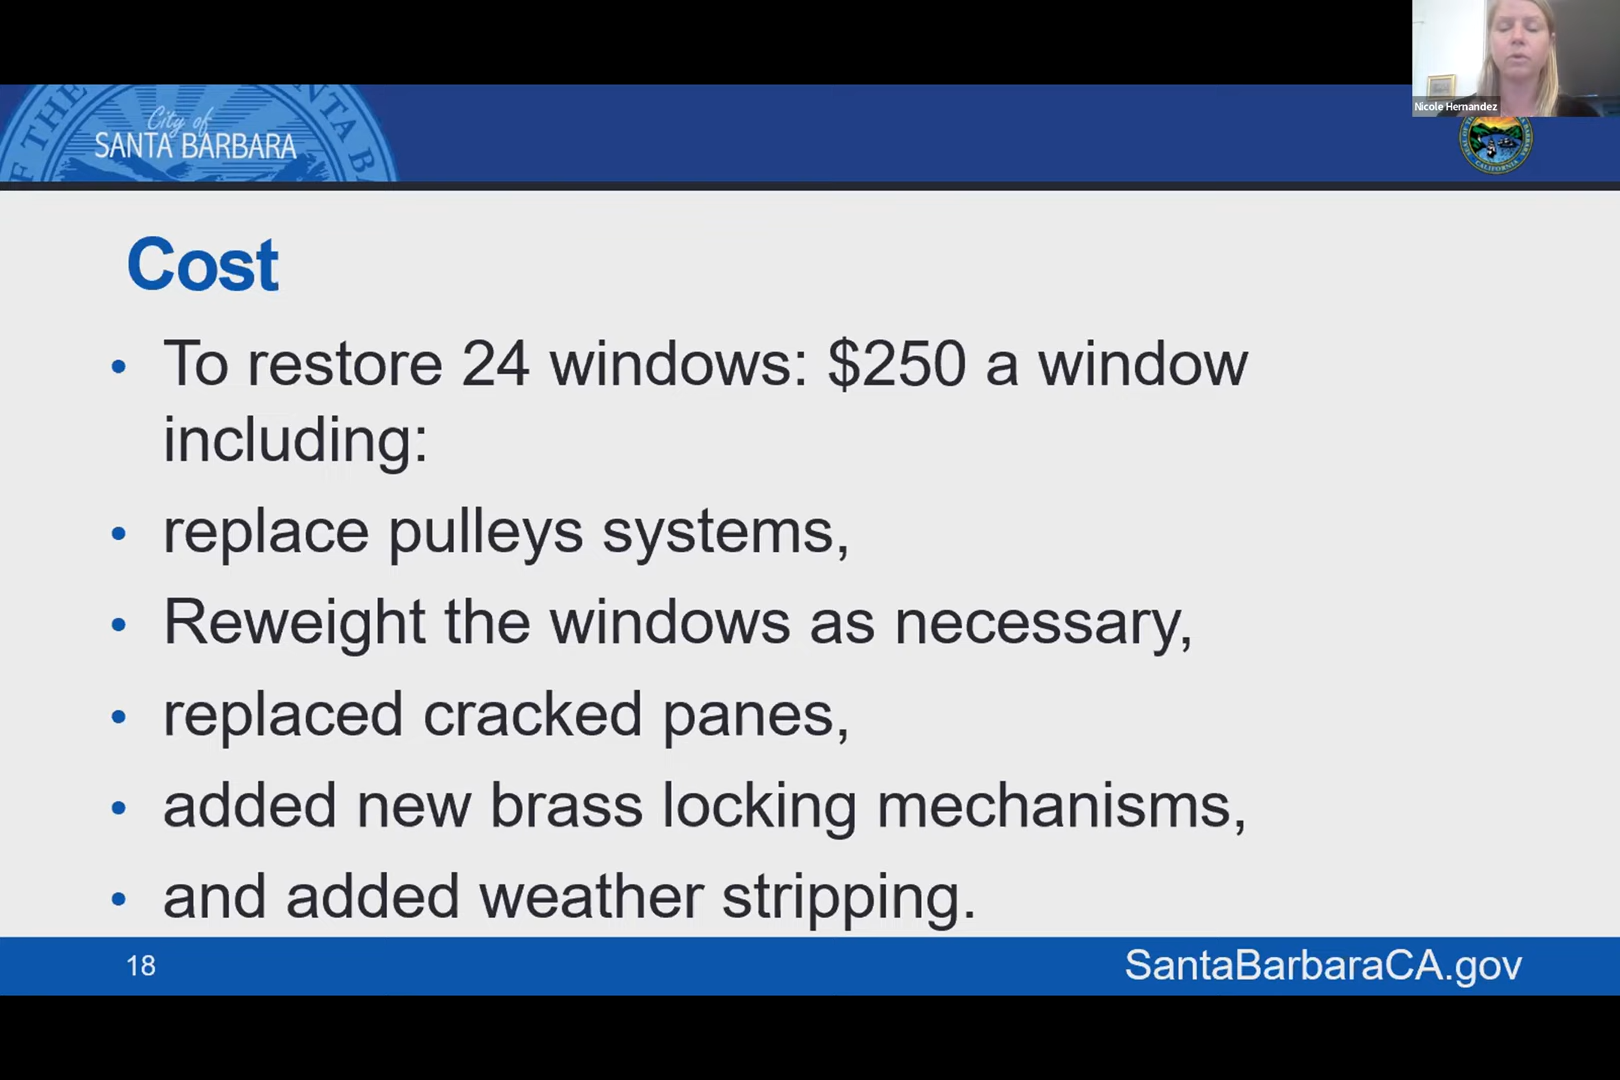 Nicole Hernandez
City of
SANTA BARBARA
Cost
• To restore 24 windows: $250 a window
including:
• replace pulleys systems,
• Reweight the windows as necessary,
• replaced cracked panes,
• added new brass locking mechanisms,
• and added weather stripping.
18
SantaBarbaraCA.gov